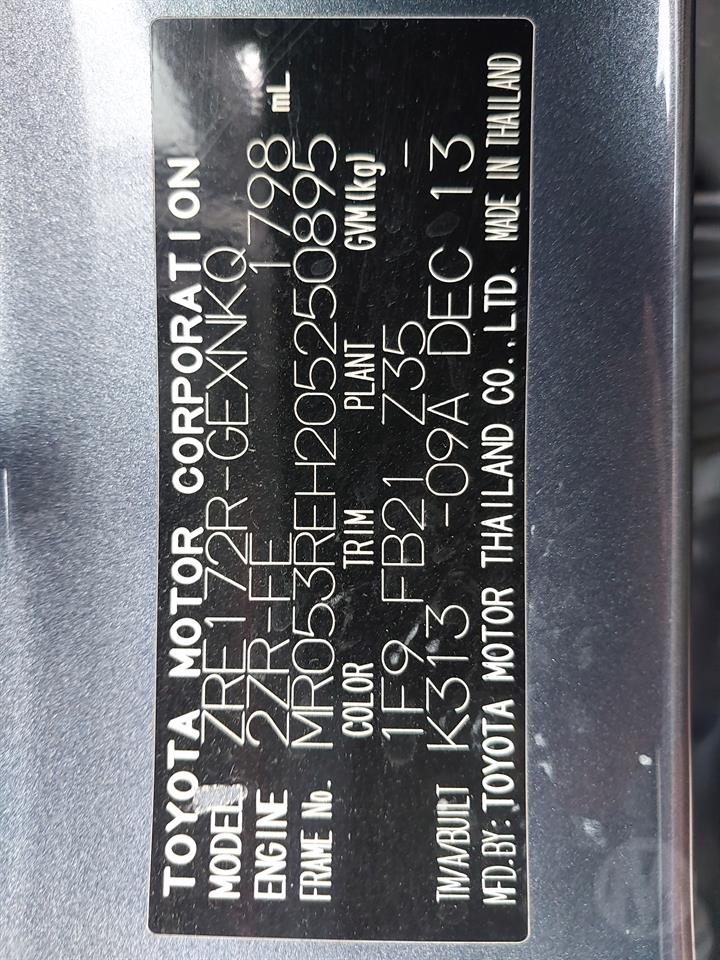 TOYOTA MOTOR CORPORATION
MODEL ZRE172R-GEXNKQ
ENGINE 2ZR-FE 1798 mL
FRAME No. MR053REH205250895
COLOR TRIM PLANT GVM(kg)
1F9 FB21 Z35 -
TM/A/BUILT K313 -09A DEC 13
MFD.BY: TOYOTA MOTOR THAILAND CO.,LTD. MADE IN THAILAND